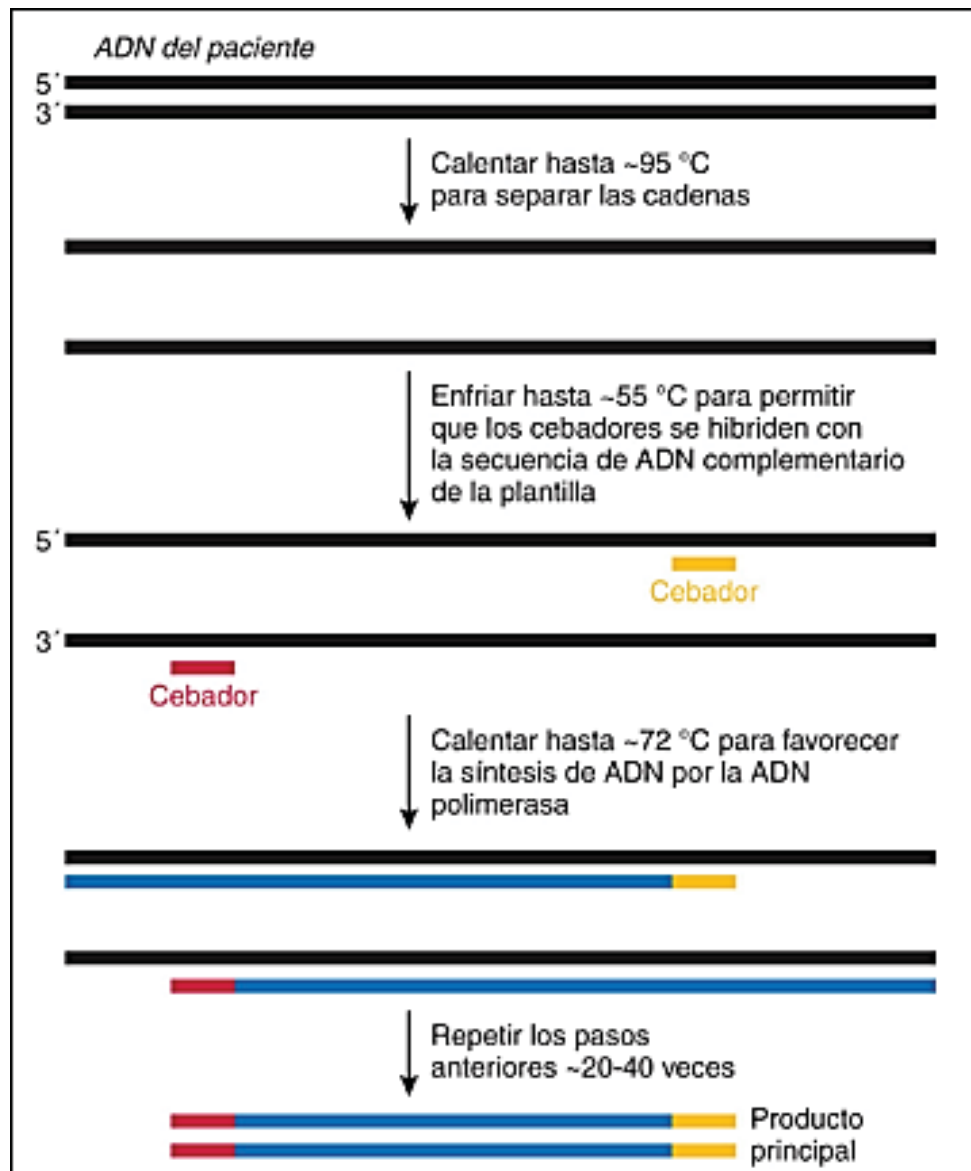 ADN del paciente
5´
3´
Calentar hasta ~95 °C
para separar las cadenas
Enfriar hasta ~55 °C para permitir
que los cebadores se hibriden con
la secuencia de ADN complementario
de la plantilla
5´
Cebador
3´
Cebador
Calentar hasta ~72 °C para favorecer
la síntesis de ADN por la ADN
polimerasa
Repetir los pasos
anteriores ~20-40 veces
Producto
principal